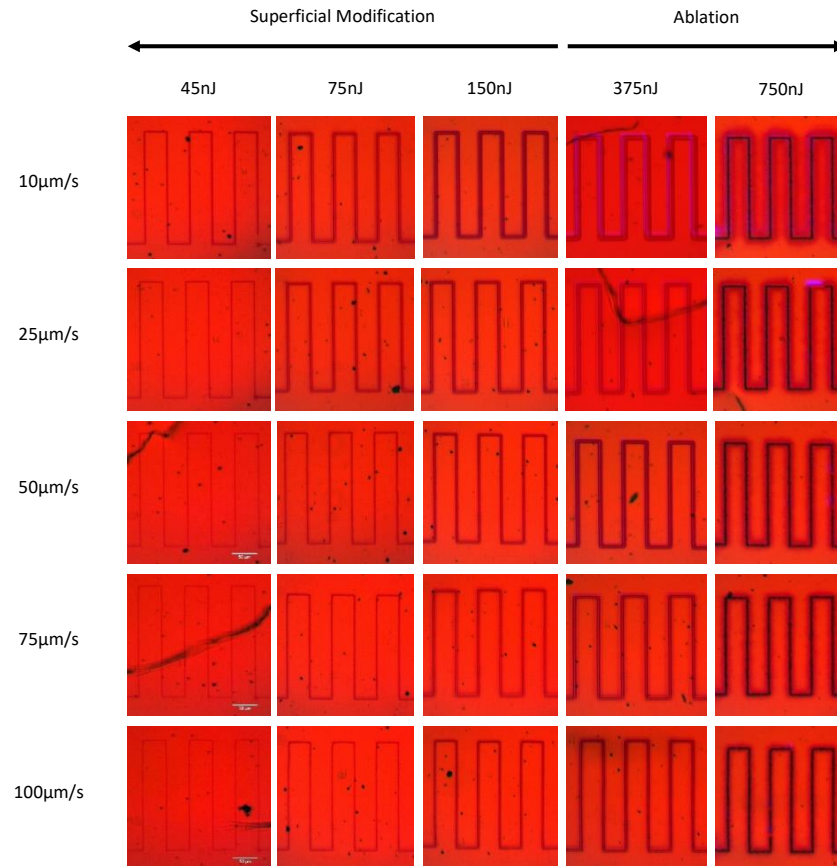 Superficial Modification Ablation
45nJ 75nJ 150nJ 375nJ 750nJ
10µm/s
25µm/s
50µm/s
75µm/s
100µm/s